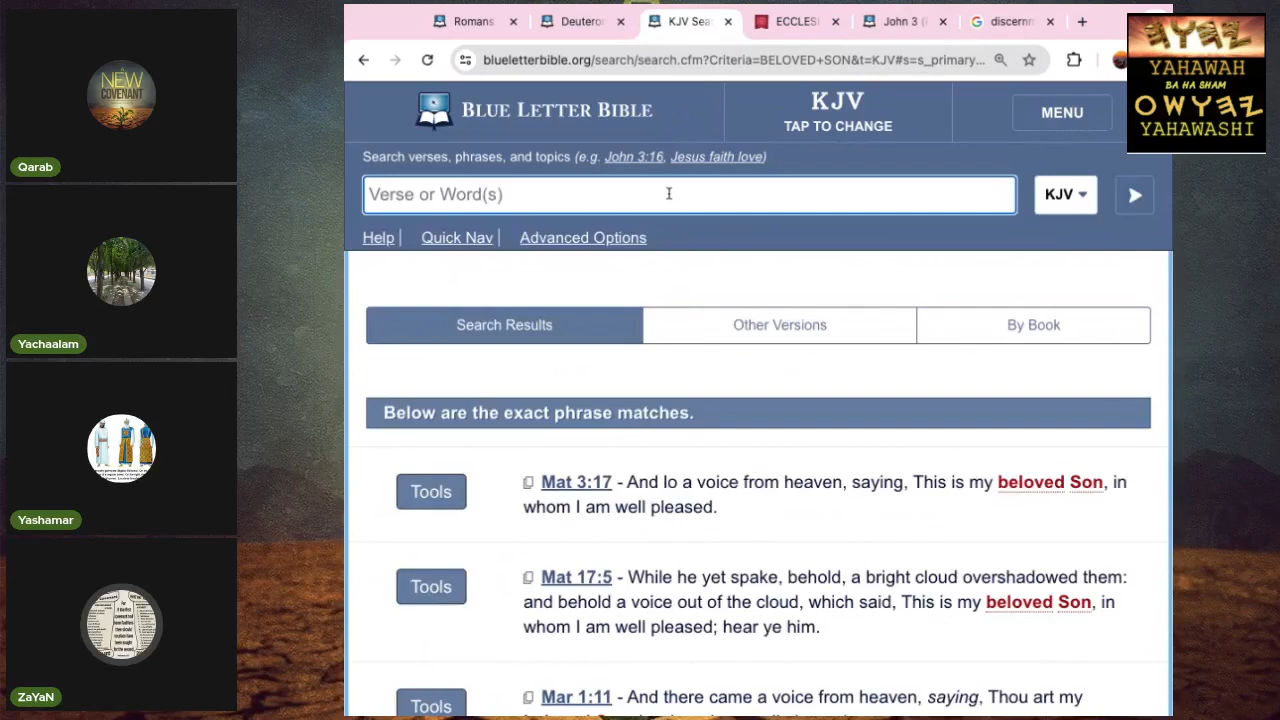 A NEW
COVENANT
Qarab
Yachaalam
Yashamar
ZaYaN
Romans
Deutero
KJV Sea
ECCLESI
John 3 (
discernm
blueletterbible.org/search/search.cfm?Criteria=BELOVED+SON&t=KJV#s=s_primary...
BLUE LETTER BIBLE
KJV
TAP TO CHANGE
MENU
Search verses, phrases, and topics (e.g. John 3:16, Jesus faith love)
Verse or Word(s)
KJV
Help
Quick Nav
Advanced Options
Search Results
Other Versions
By Book
Below are the exact phrase matches.
Tools
Mat 3:17 - And lo a voice from heaven, saying, This is my beloved Son, in
whom I am well pleased.
Tools
Mat 17:5 - While he yet spake, behold, a bright cloud overshadowed them:
and behold a voice out of the cloud, which said, This is my beloved Son, in
whom I am well pleased; hear ye him.
Tools
Mar 1:11 - And there came a voice from heaven, saying, Thou art my
YAHAWAH
BA HA SHAM
YAHAWASHI